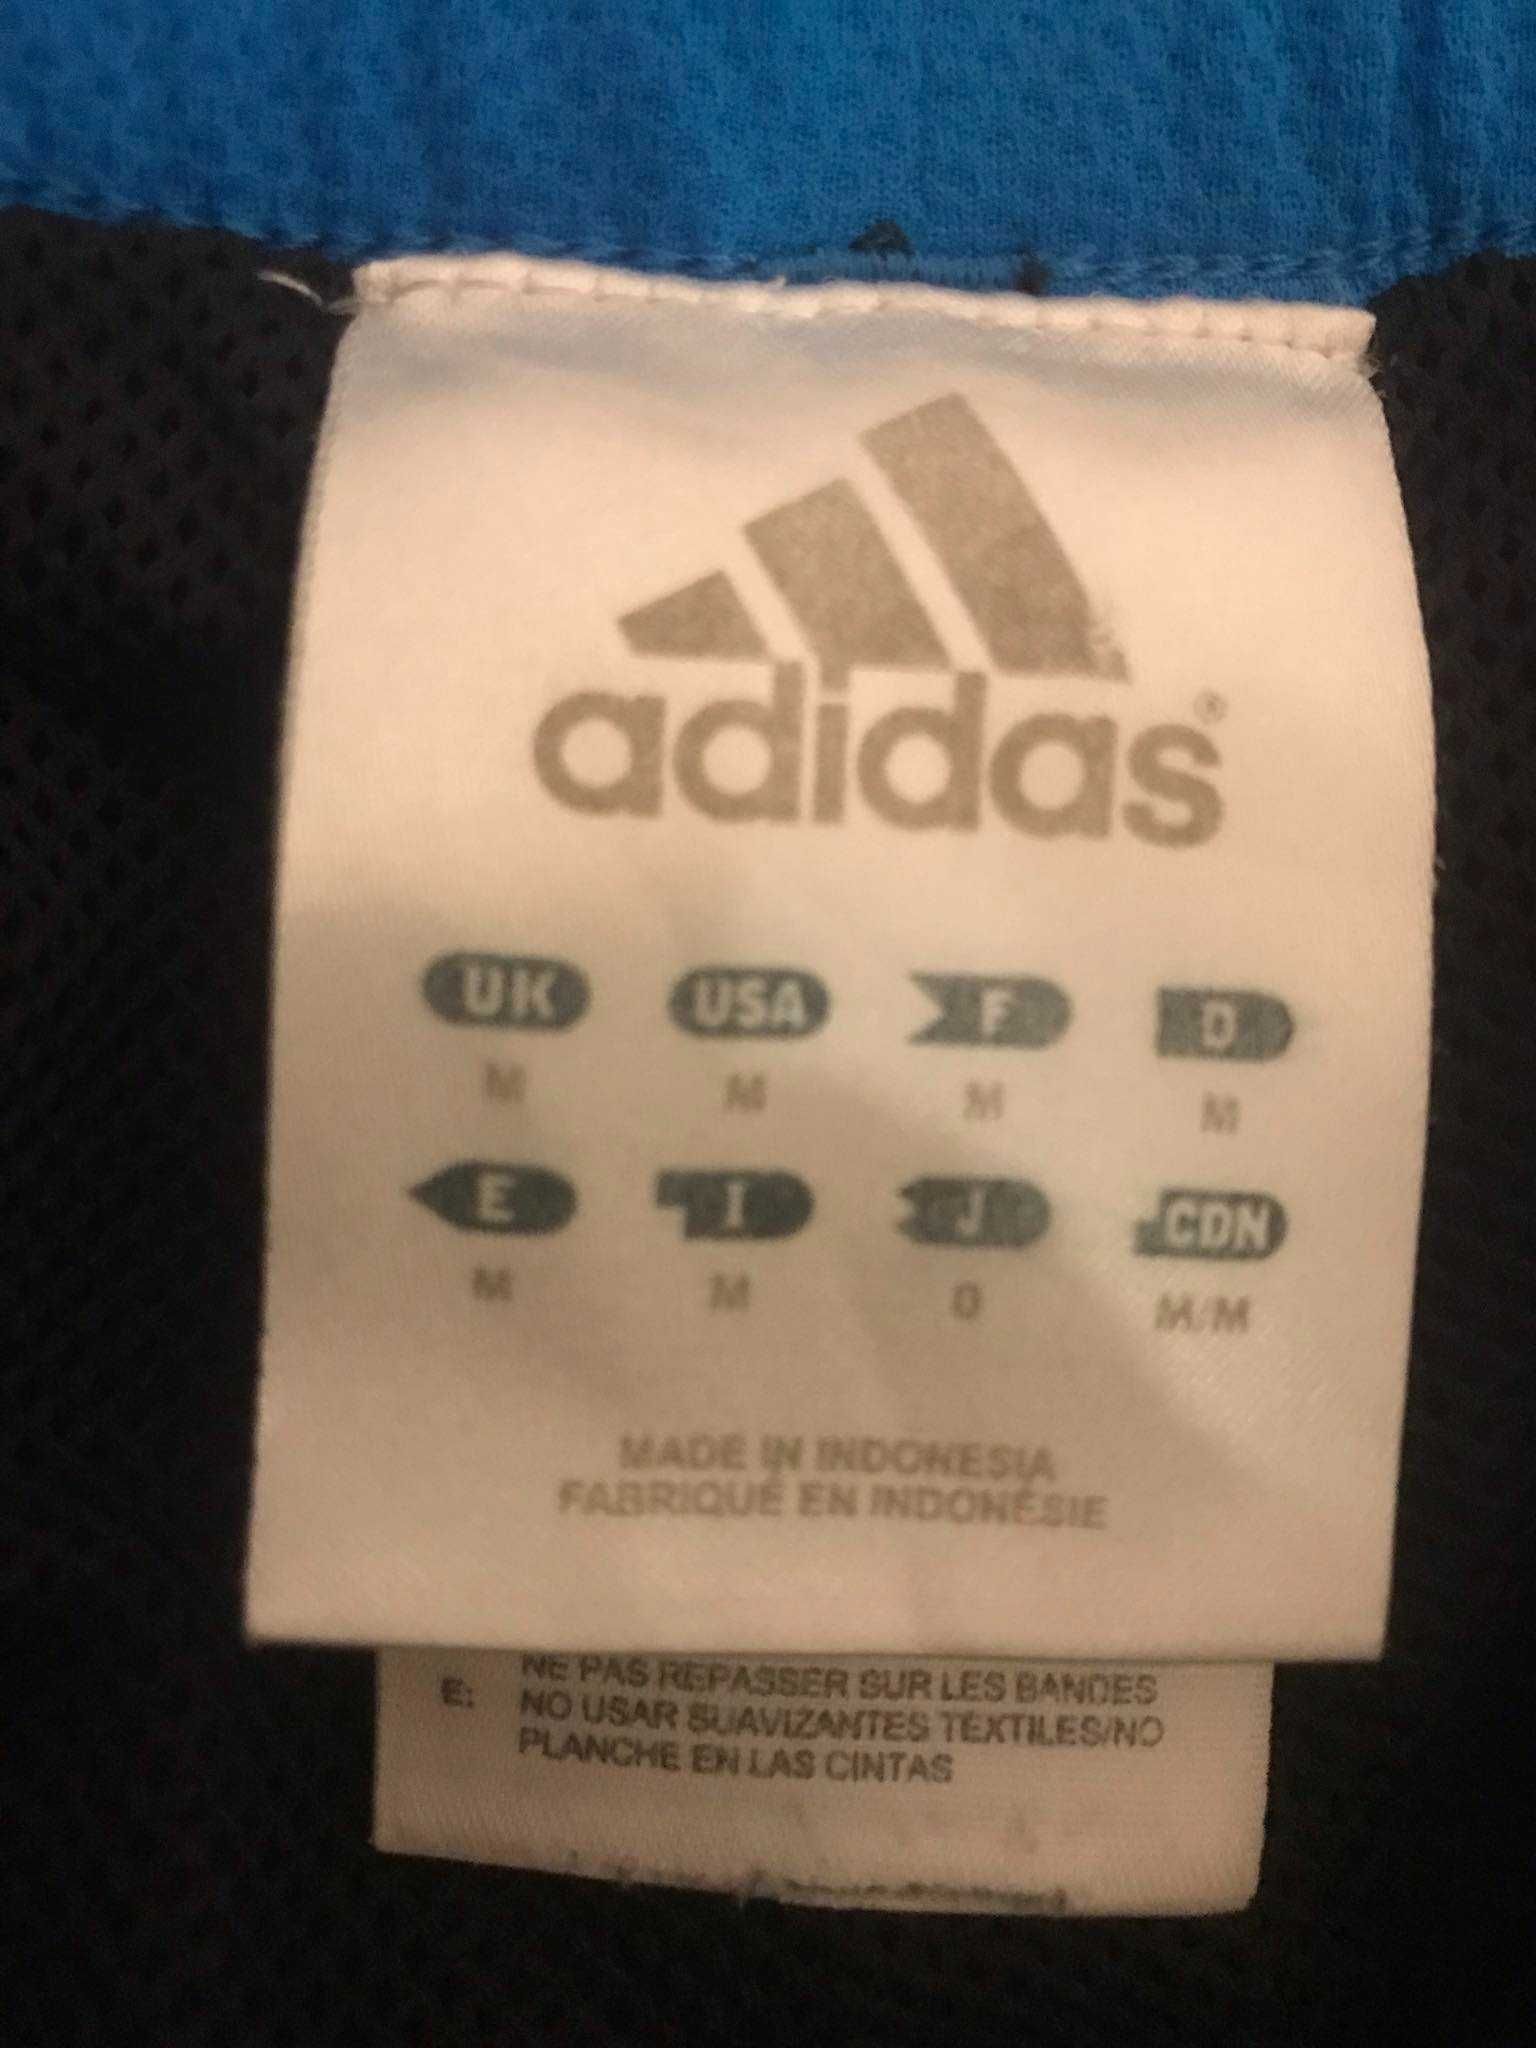 adidas®
UK USA F D
M M M M
E I J CDN
M M O M/M
MADE IN INDONESIA
FABRIQUÉ EN INDONÉSIE
NE PAS REPASSER SUR LES BANDES
E: NO USAR SUAVIZANTES TEXTILES/NO
PLANCHE EN LAS CINTAS